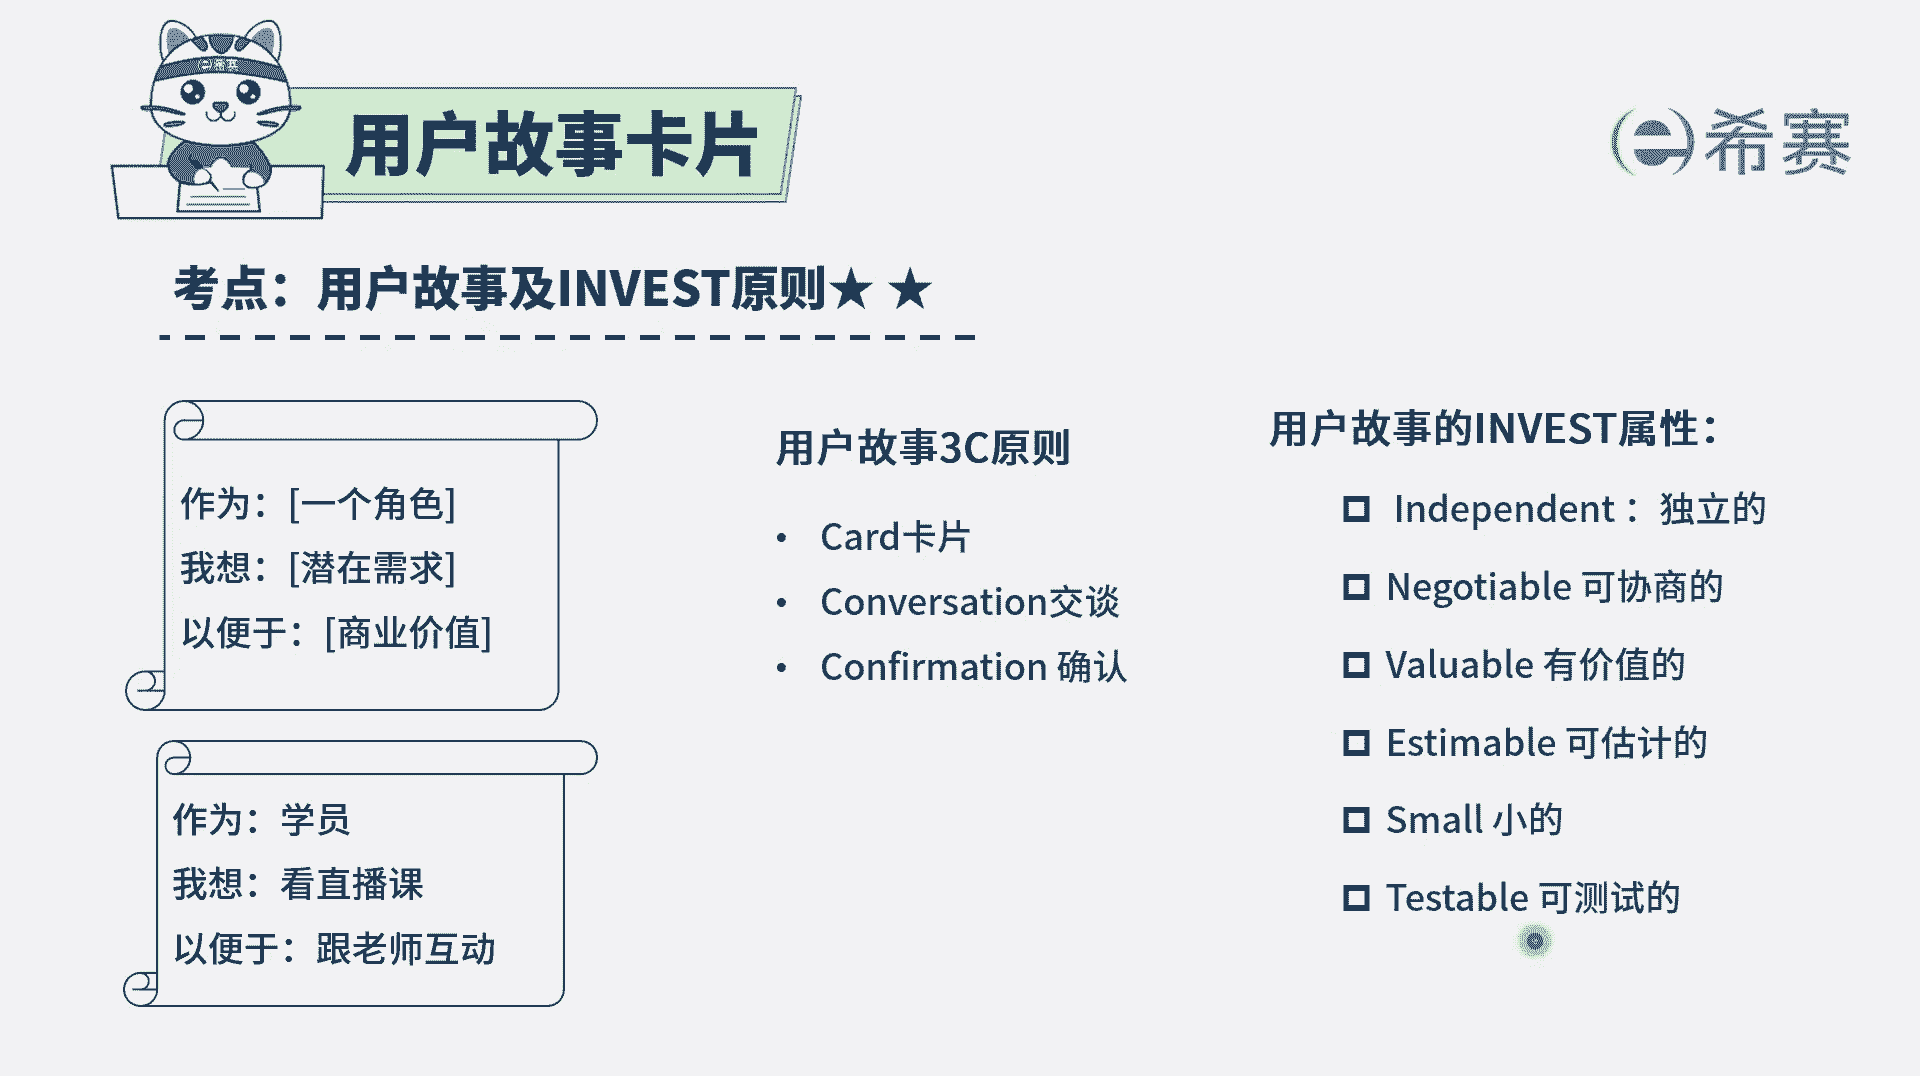 e希赛
用户故事卡片
e希赛
考点：用户故事及INVEST原则★ ★
作为：[一个角色]
我想：[潜在需求]
以便于：[商业价值]
作为：学员
我想：看直播课
以便于：跟老师互动
用户故事3C原则
• Card卡片
• Conversation交谈
• Confirmation 确认
用户故事的INVEST属性：
Independent ：独立的
Negotiable 可协商的
Valuable 有价值的
Estimable 可估计的
Small 小的
Testable 可测试的